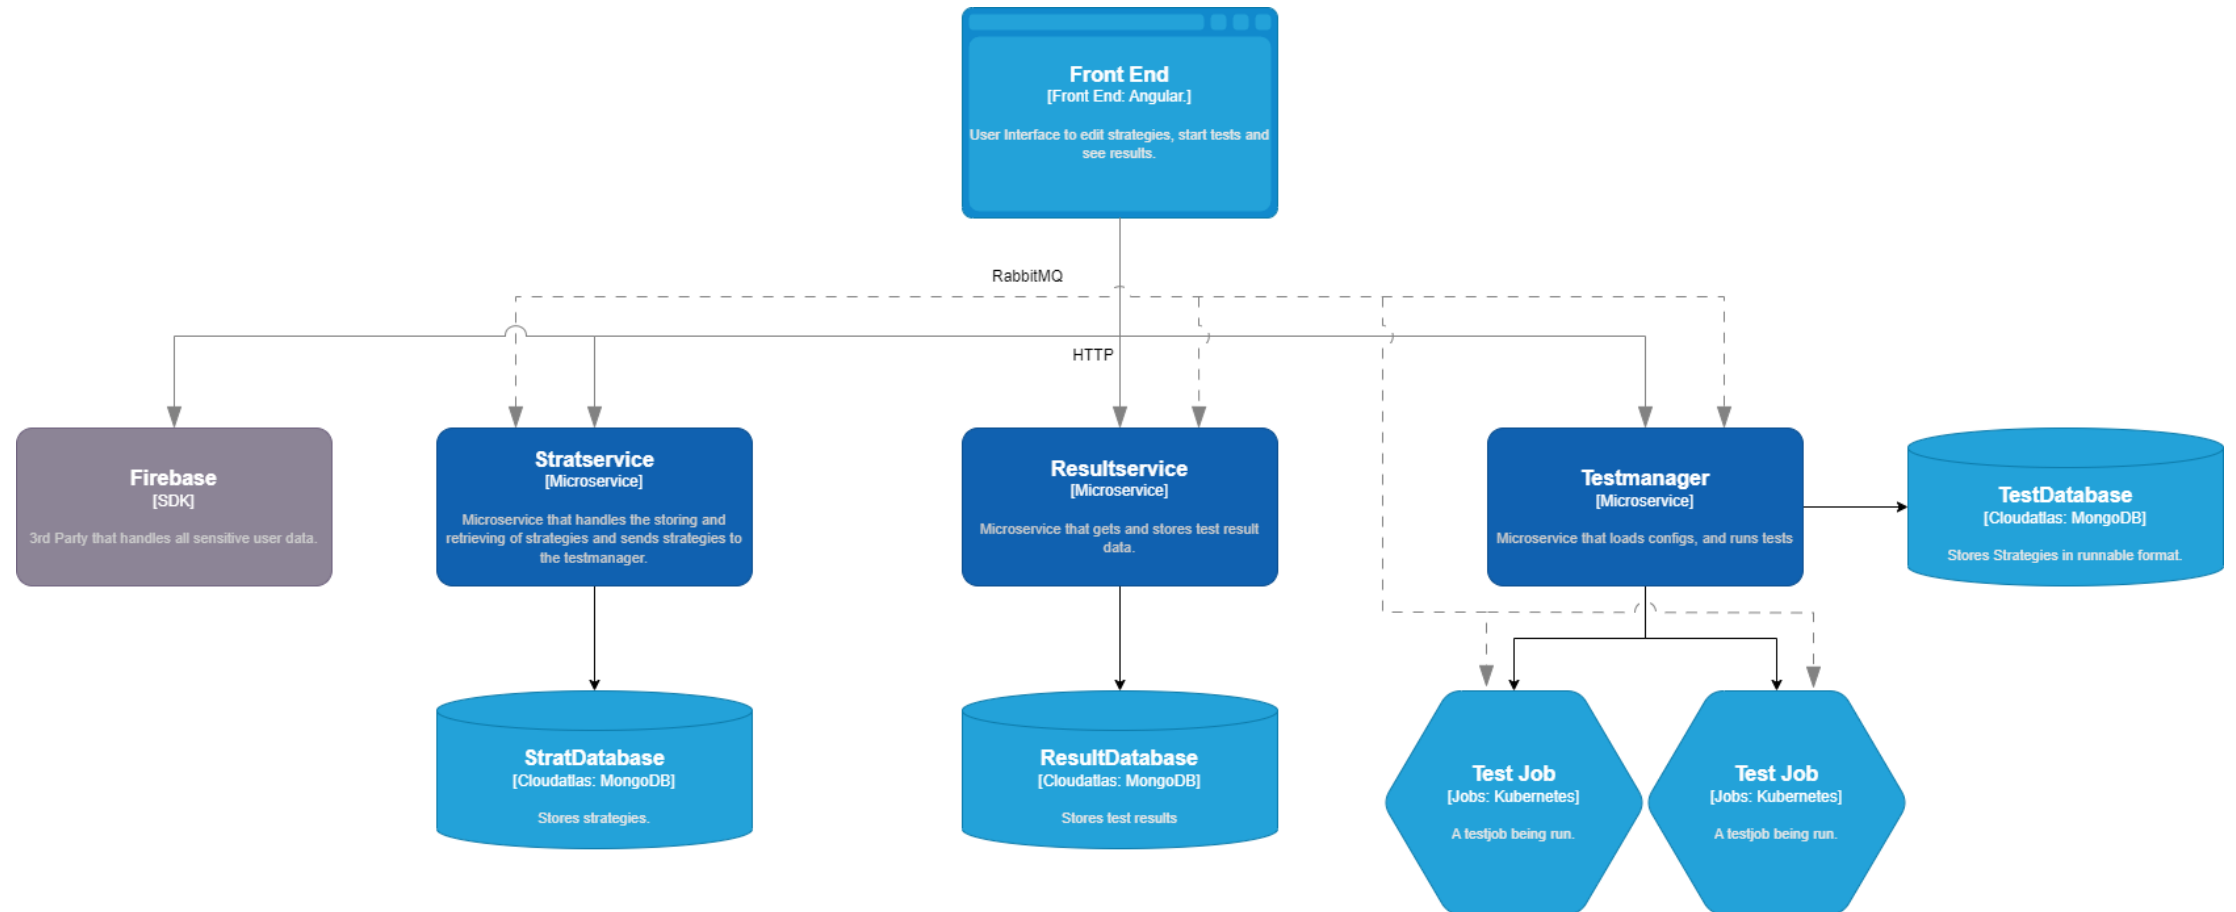 Front End
[Front End: Angular.]
User Interface to edit strategies, start tests and
see results.
RabbitMQ
HTTP
Firebase
[SDK]
3rd Party that handles all sensitive user data.
Stratservice
[Microservice]
Microservice that handles the storing and
retrieving of strategies and sends strategies to
the testmanager.
Resultservice
[Microservice]
Microservice that gets and stores test result
data.
Testmanager
[Microservice]
Microservice that loads configs, and runs tests
TestDatabase
[Cloudatlas: MongoDB]
Stores Strategies in runnable format.
StratDatabase
[Cloudatlas: MongoDB]
Stores strategies.
ResultDatabase
[Cloudatlas: MongoDB]
Stores test results
Test Job
[Jobs: Kubernetes]
A testjob being run.
Test Job
[Jobs: Kubernetes]
A testjob being run.